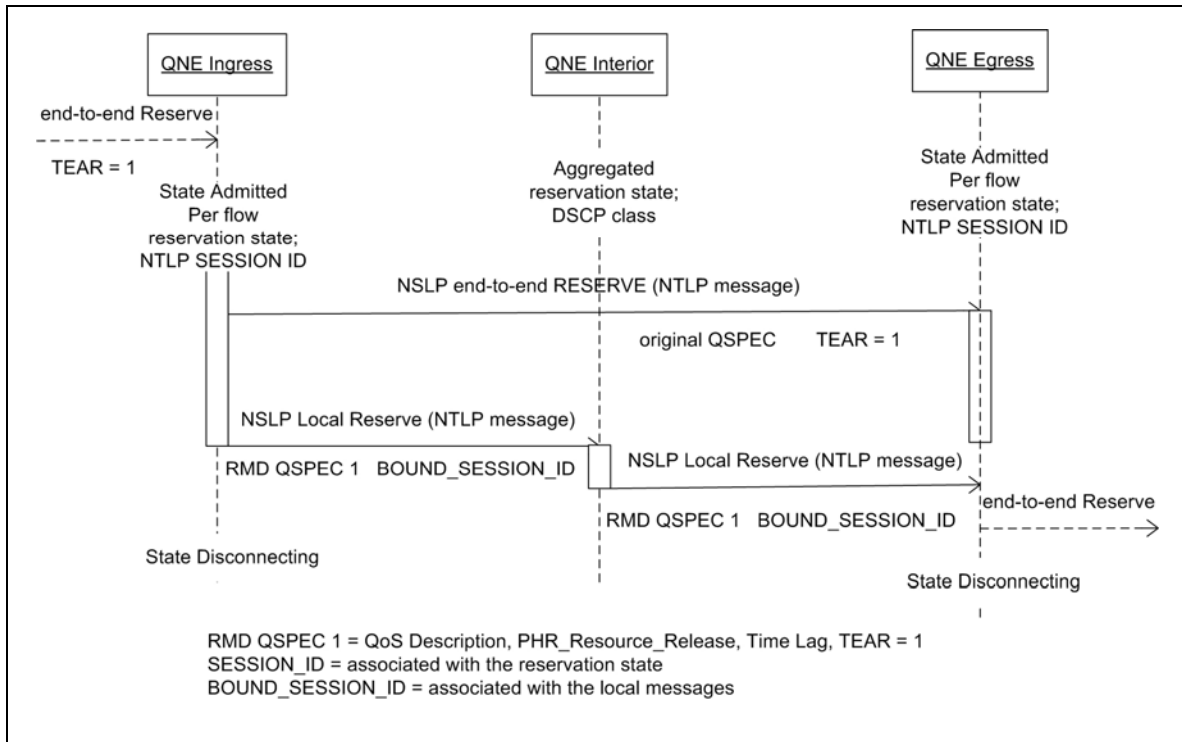 QNE Ingress
QNE Interior
QNE Egress
end-to-end Reserve
TEAR = 1
State Admitted
Per flow
reservation state;
NTLP SESSION ID
Aggregated
reservation state;
DSCP class
State Admitted
Per flow
reservation state;
NTLP SESSION ID
NSLP end-to-end RESERVE (NTLP message)
original QSPEC TEAR = 1
NSLP Local Reserve (NTLP message)
RMD QSPEC 1 BOUND_SESSION_ID
NSLP Local Reserve (NTLP message)
RMD QSPEC 1 BOUND_SESSION_ID
end-to-end Reserve
State Disconnecting
State Disconnecting
RMD QSPEC 1 = QoS Description, PHR_Resource_Release, Time Lag, TEAR = 1
SESSION_ID = associated with the reservation state
BOUND_SESSION_ID = associated with the local messages